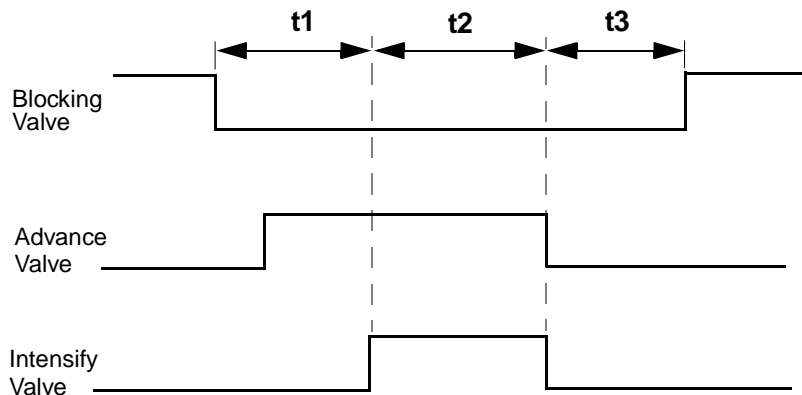 t1 t2 t3
Blocking
Valve
Advance
Valve
Intensify
Valve